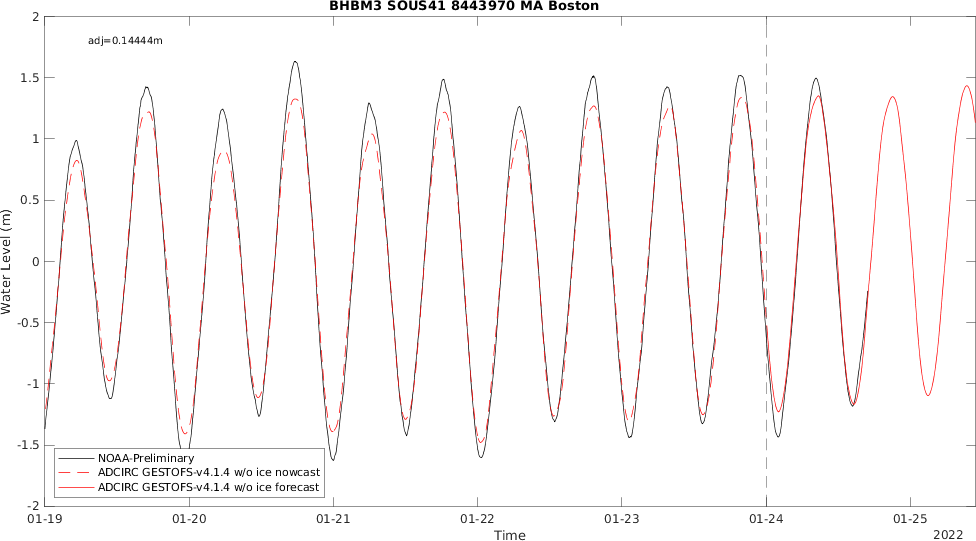 BHBM3 SOUS41 8443970 MA Boston
adj=0.14444m
2
1.5
1
0.5
0
-0.5
-1
-1.5
-2
Water Level (m)
NOAA-Preliminary
ADCIRC GESTOFS-v4.1.4 w/o ice nowcast
ADCIRC GESTOFS-v4.1.4 w/o ice forecast
01-19 01-20 01-21 01-22 01-23 01-24 01-25
Time
2022